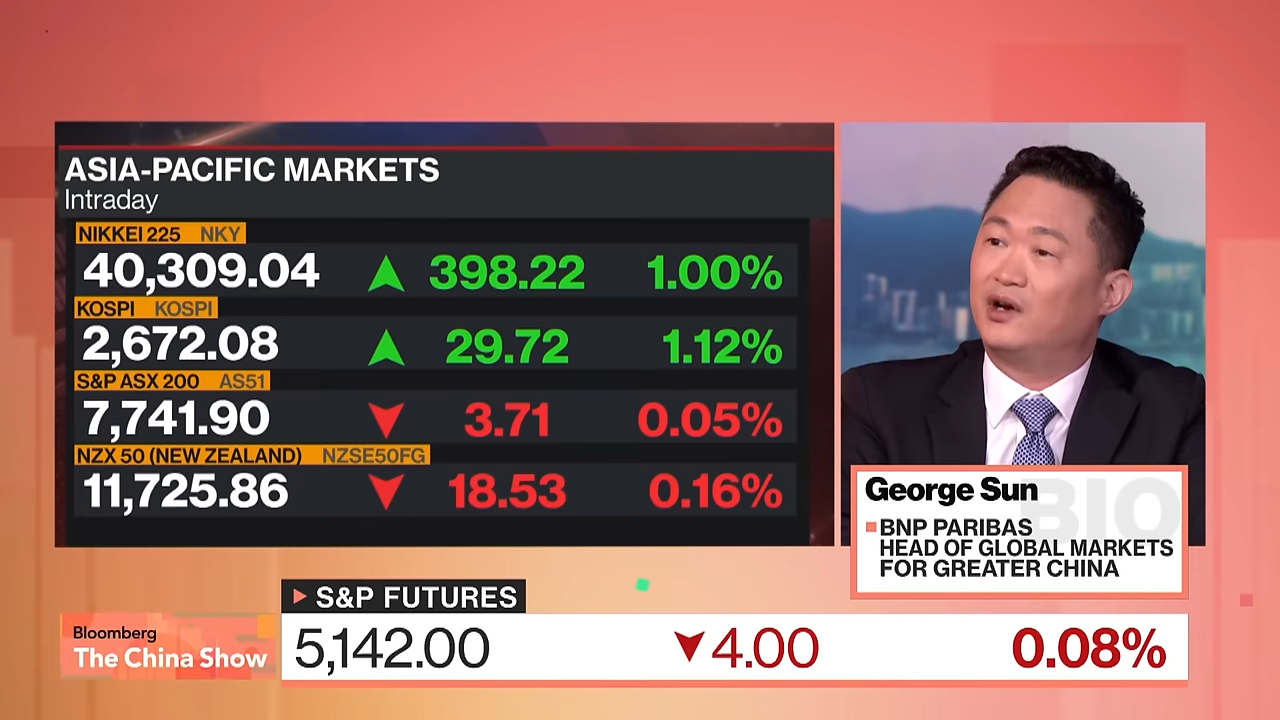 ASIA-PACIFIC MARKETS
Intraday
NIKKEI 225 NKY
40,309.04 ▲ 398.22 1.00%
KOSPI KOSPI
2,672.08 ▲ 29.72 1.12%
S&P ASX 200 AS51
7,741.90 ▼ 3.71 0.05%
NZX 50 (NEW ZEALAND) NZSE50FG
11,725.86 ▼ 18.53 0.16%
BIO
George Sun
BNP PARIBAS
HEAD OF GLOBAL MARKETS
FOR GREATER CHINA
S&P FUTURES
Bloomberg
The China Show
5,142.00 ▼4.00 0.08%